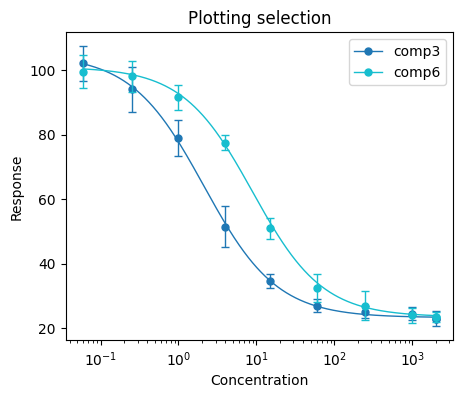 Plotting selection
comp3
comp6
Response
100
80
60
40
20
10⁻¹
10⁰
10¹
10²
10³
Concentration